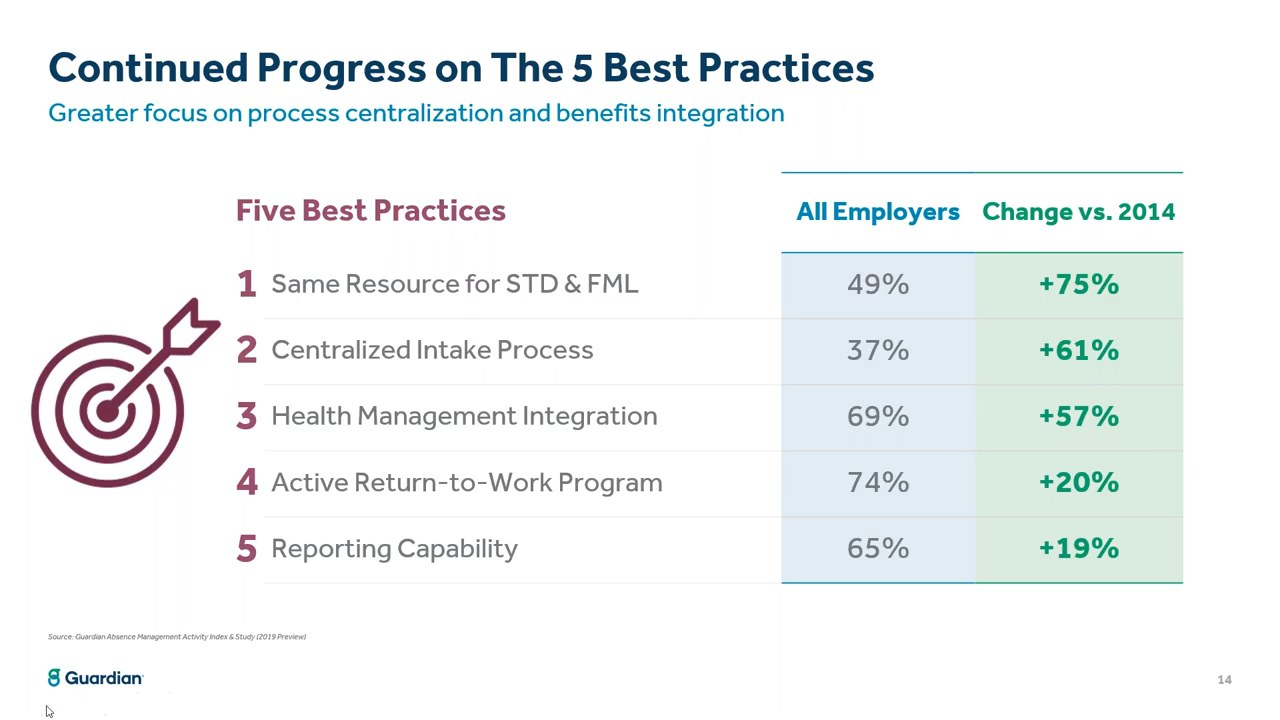 Continued Progress on The 5 Best Practices
Greater focus on process centralization and benefits integration
Five Best Practices
All Employers
Change vs. 2014
1 Same Resource for STD & FML 49% +75%
2 Centralized Intake Process 37% +61%
3 Health Management Integration 69% +57%
4 Active Return-to-Work Program 74% +20%
5 Reporting Capability 65% +19%
Source: Guardian Absence Management Activity Index & Study (2019 Preview)
Guardian
14